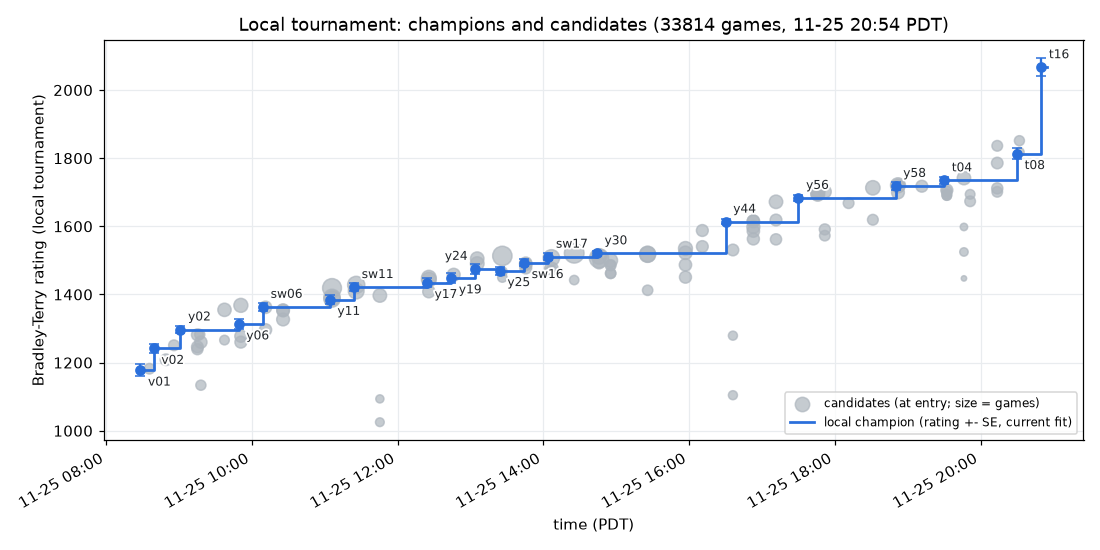 Local tournament: champions and candidates (33814 games, 11-25 20:54 PDT)
Bradley-Terry rating (local tournament)
2000
1800
1600
1400
1200
1000
t16
t08
t04
y58
y56
y44
y30
sw17
sw16
y25
y24
y19
y17
sw11
y11
sw06
y06
y02
v02
v01
candidates (at entry; size = games)
local champion (rating +- SE, current fit)
11-25 08:00
11-25 10:00
11-25 12:00
11-25 14:00
11-25 16:00
11-25 18:00
11-25 20:00
time (PDT)